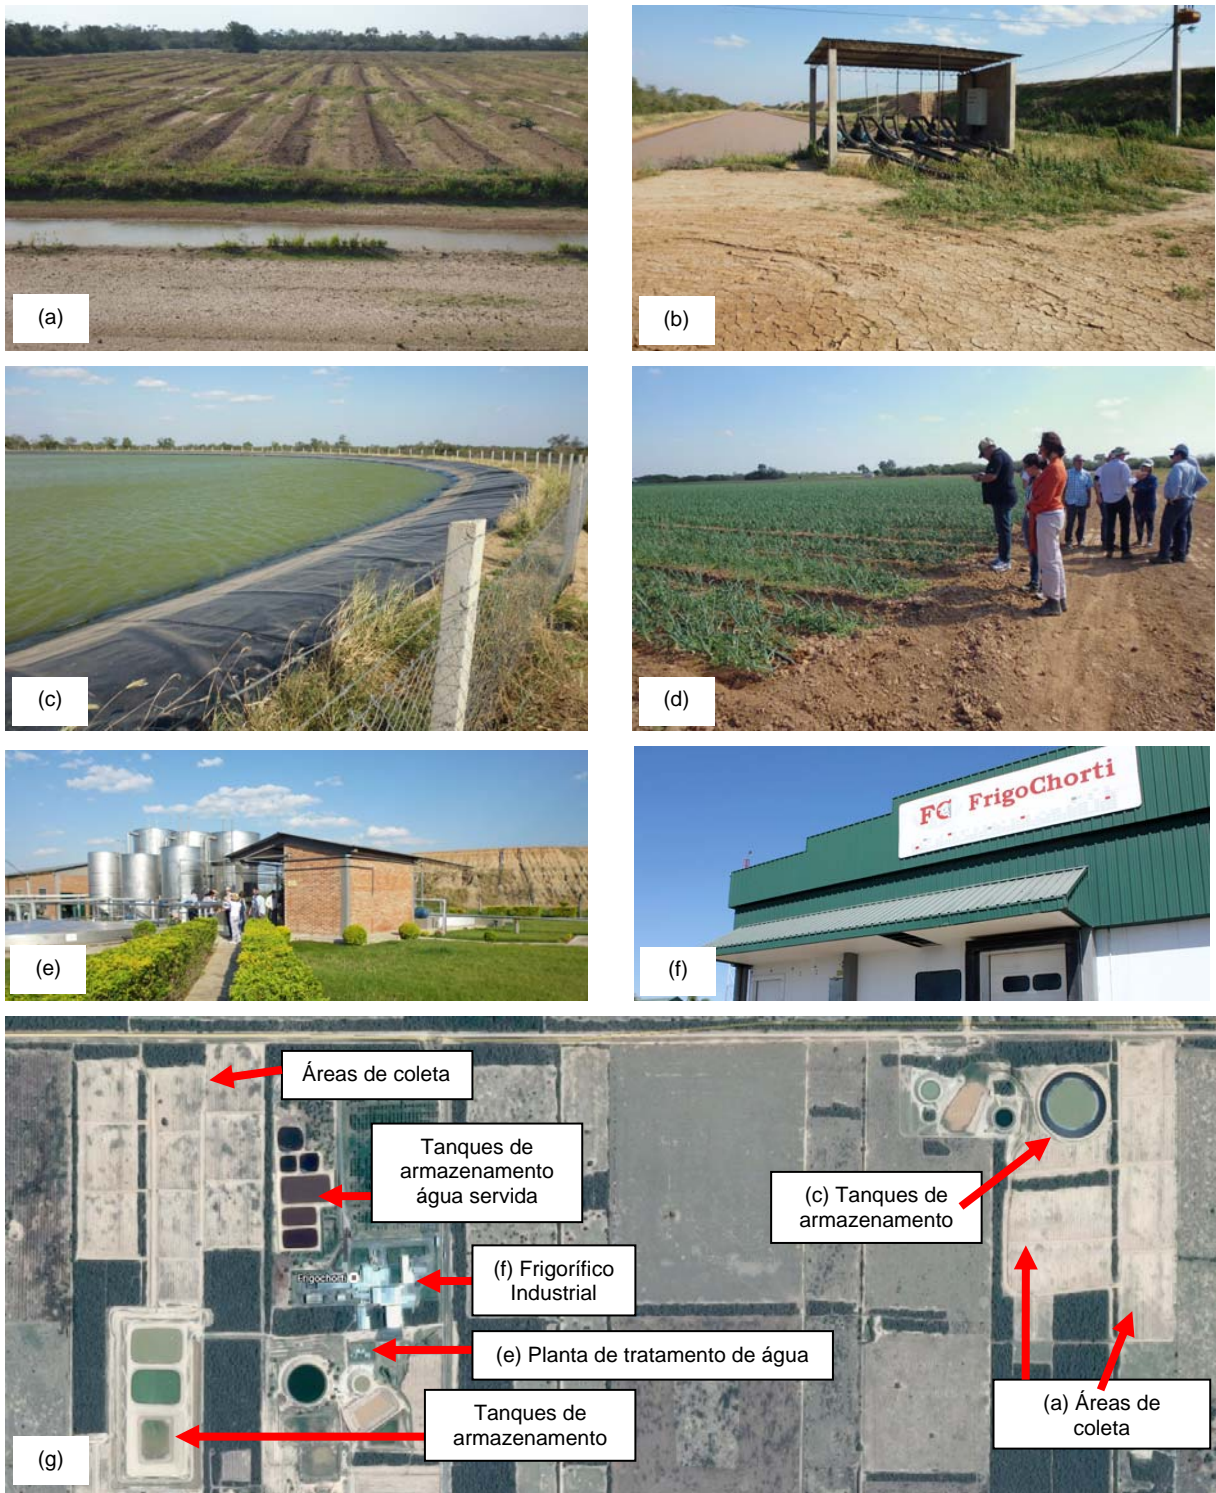 (a)
(b)
(c)
(d)
(e)
FC FrigoChorti
(f)
Áreas de coleta
Tanques de
armazenamento
água servida
(c) Tanques de
armazenamento
(f) Frigorífico
Industrial
Frigochorti
(e) Planta de tratamento de água
(a) Áreas de
coleta
Tanques de
armazenamento
(g)